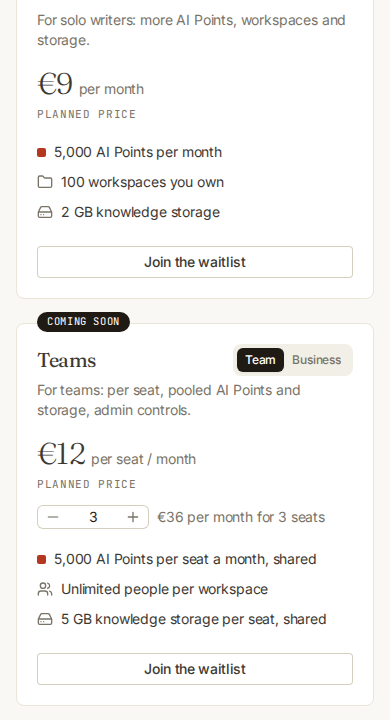 For solo writers: more AI Points, workspaces and
storage.
€9 per month
PLANNED PRICE
5,000 AI Points per month
100 workspaces you own
2 GB knowledge storage
Join the waitlist
COMING SOON
Teams
Team Business
For teams: per seat, pooled AI Points and
storage, admin controls.
€12 per seat / month
PLANNED PRICE
− 3 + €36 per month for 3 seats
5,000 AI Points per seat a month, shared
Unlimited people per workspace
5 GB knowledge storage per seat, shared
Join the waitlist